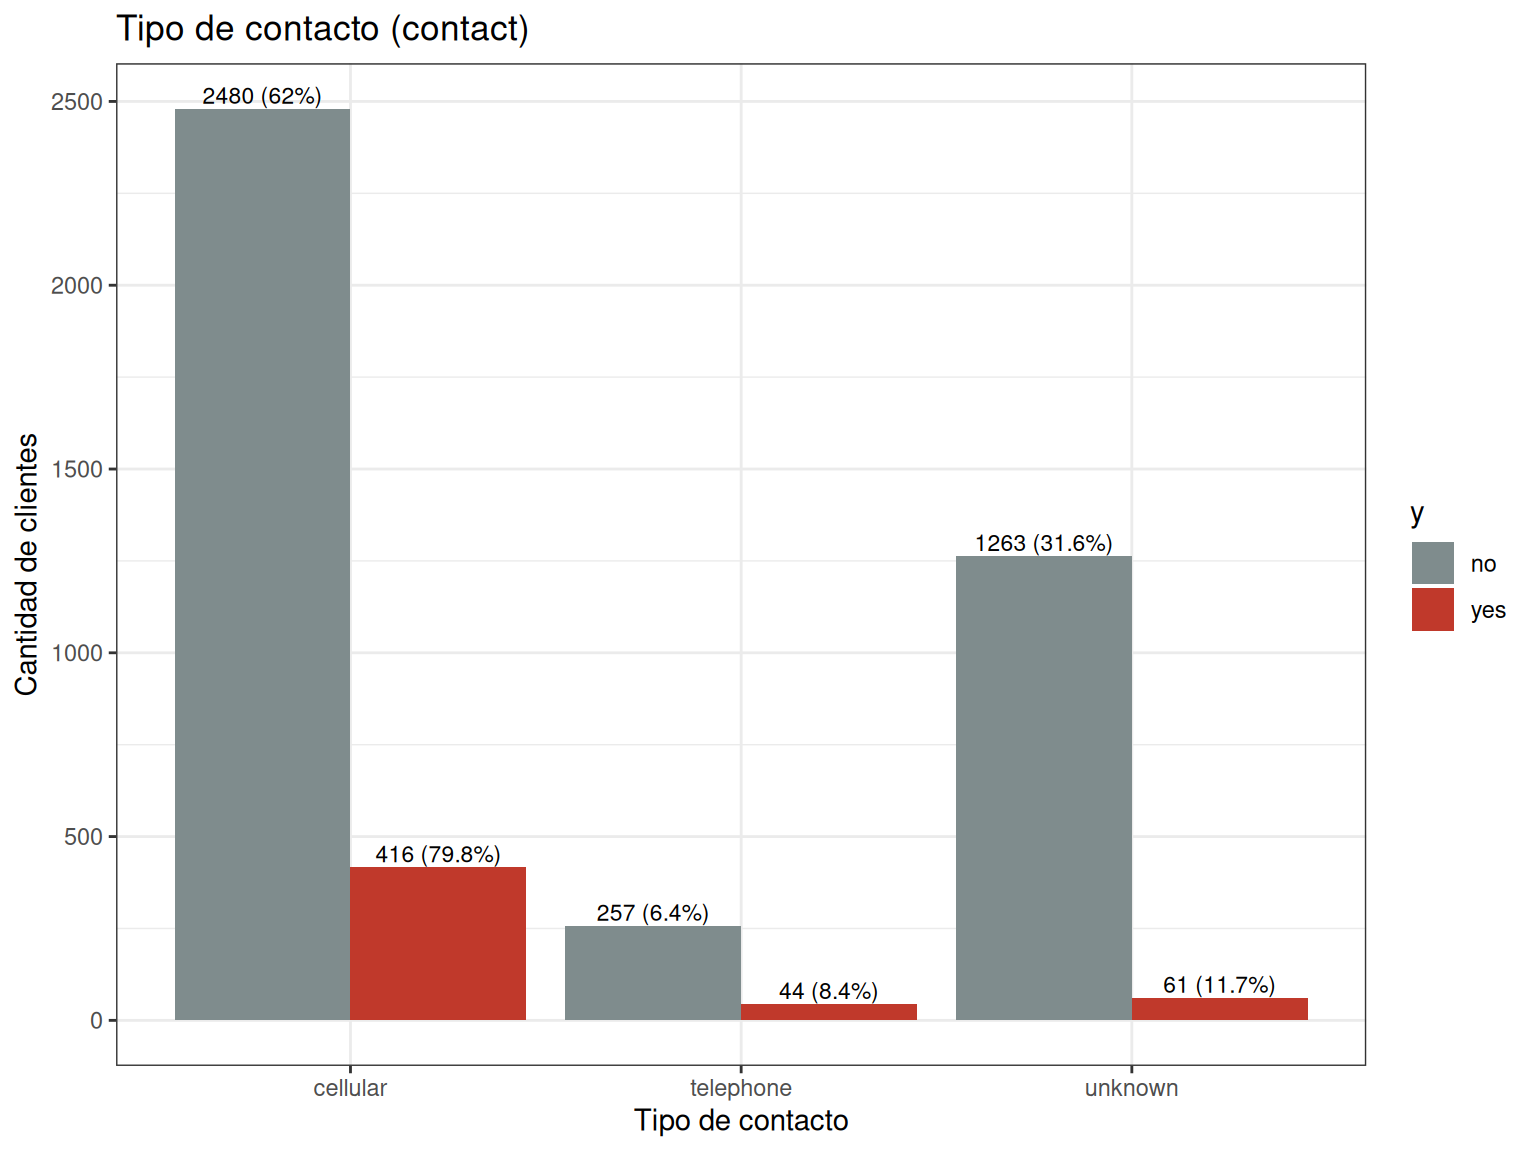 Tipo de contacto (contact)
Cantidad de clientes
2500
2000
1500
1000
500
0
2480 (62%)
416 (79.8%)
257 (6.4%)
44 (8.4%)
1263 (31.6%)
61 (11.7%)
cellular
telephone
unknown
Tipo de contacto
y
no
yes